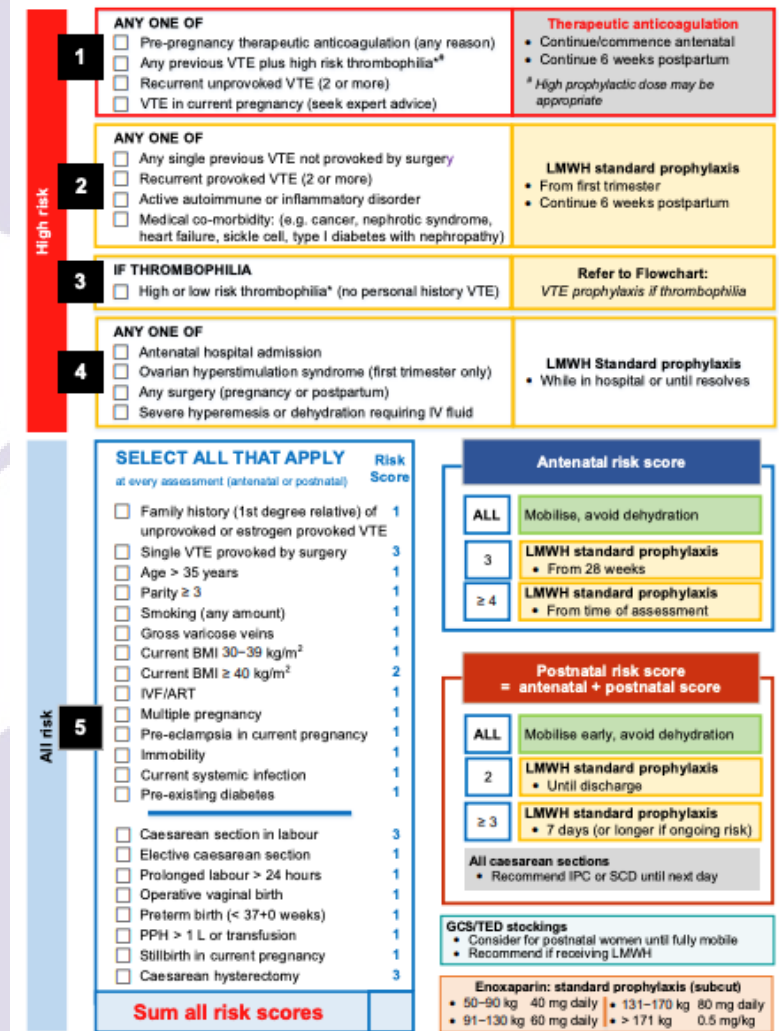 High risk
1
ANY ONE OF
Pre-pregnancy therapeutic anticoagulation (any reason)
Any previous VTE plus high risk thrombophilia*#
Recurrent unprovoked VTE (2 or more)
VTE in current pregnancy (seek expert advice)
Therapeutic anticoagulation
• Continue/commence antenatal
• Continue 6 weeks postpartum
# High prophylactic dose may be
appropriate
2
ANY ONE OF
Any single previous VTE not provoked by surgery
Recurrent provoked VTE (2 or more)
Active autoimmune or inflammatory disorder
Medical co-morbidity: (e.g. cancer, nephrotic syndrome,
heart failure, sickle cell, type I diabetes with nephropathy)
LMWH standard prophylaxis
• From first trimester
• Continue 6 weeks postpartum
3
IF THROMBOPHILIA
High or low risk thrombophilia* (no personal history VTE)
Refer to Flowchart:
VTE prophylaxis if thrombophilia
4
ANY ONE OF
Antenatal hospital admission
Ovarian hyperstimulation syndrome (first trimester only)
Any surgery (pregnancy or postpartum)
Severe hyperemesis or dehydration requiring IV fluid
LMWH Standard prophylaxis
• While in hospital or until resolves
All risk
5
SELECT ALL THAT APPLY
at every assessment (antenatal or postnatal)
Risk
Score
Family history (1st degree relative) of 1
unprovoked or estrogen provoked VTE
Single VTE provoked by surgery 3
Age > 35 years 1
Parity ≥ 3 1
Smoking (any amount) 1
Gross varicose veins 1
Current BMI 30–39 kg/m² 1
Current BMI ≥ 40 kg/m² 2
IVF/ART 1
Multiple pregnancy 1
Pre-eclampsia in current pregnancy 1
Immobility 1
Current systemic infection 1
Pre-existing diabetes 1
Caesarean section in labour 3
Elective caesarean section 1
Prolonged labour > 24 hours 1
Operative vaginal birth 1
Preterm birth (< 37+0 weeks) 1
PPH > 1 L or transfusion 1
Stillbirth in current pregnancy 1
Caesarean hysterectomy 3
Sum all risk scores
Antenatal risk score
ALL Mobilise, avoid dehydration
3 LMWH standard prophylaxis
• From 28 weeks
≥ 4 LMWH standard prophylaxis
• From time of assessment
Postnatal risk score
= antenatal + postnatal score
ALL Mobilise early, avoid dehydration
2 LMWH standard prophylaxis
• Until discharge
≥ 3 LMWH standard prophylaxis
• 7 days (or longer if ongoing risk)
All caesarean sections
• Recommend IPC or SCD until next day
GCS/TED stockings
• Consider for postnatal women until fully mobile
• Recommend if receiving LMWH
Enoxaparin: standard prophylaxis (subcut)
• 50–90 kg 40 mg daily • 131–170 kg 80 mg daily
• 91–130 kg 60 mg daily • > 171 kg 0.5 mg/kg